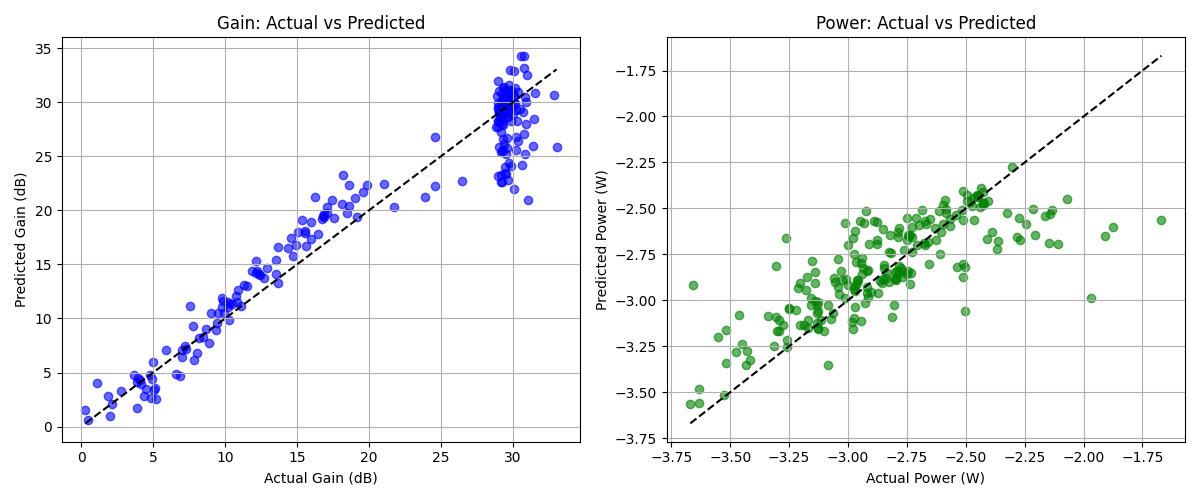 Gain: Actual vs Predicted
35
30
25
20
15
10
5
0
0 5 10 15 20 25 30
Predicted Gain (dB)
Actual Gain (dB)
Power: Actual vs Predicted
−1.75
−2.00
−2.25
−2.50
−2.75
−3.00
−3.25
−3.50
−3.75
−3.75 −3.50 −3.25 −3.00 −2.75 −2.50 −2.25 −2.00 −1.75
Predicted Power (W)
Actual Power (W)